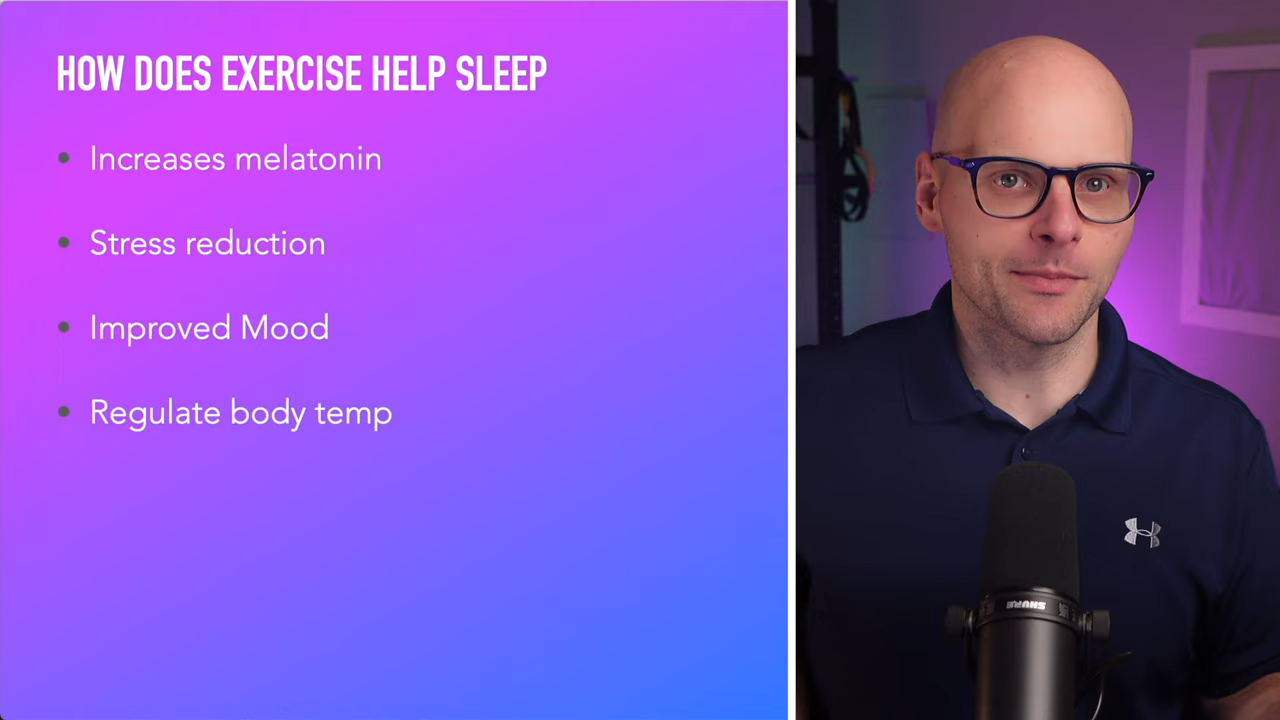 HOW DOES EXERCISE HELP SLEEP
• Increases melatonin
• Stress reduction
• Improved Mood
• Regulate body temp
SHURE